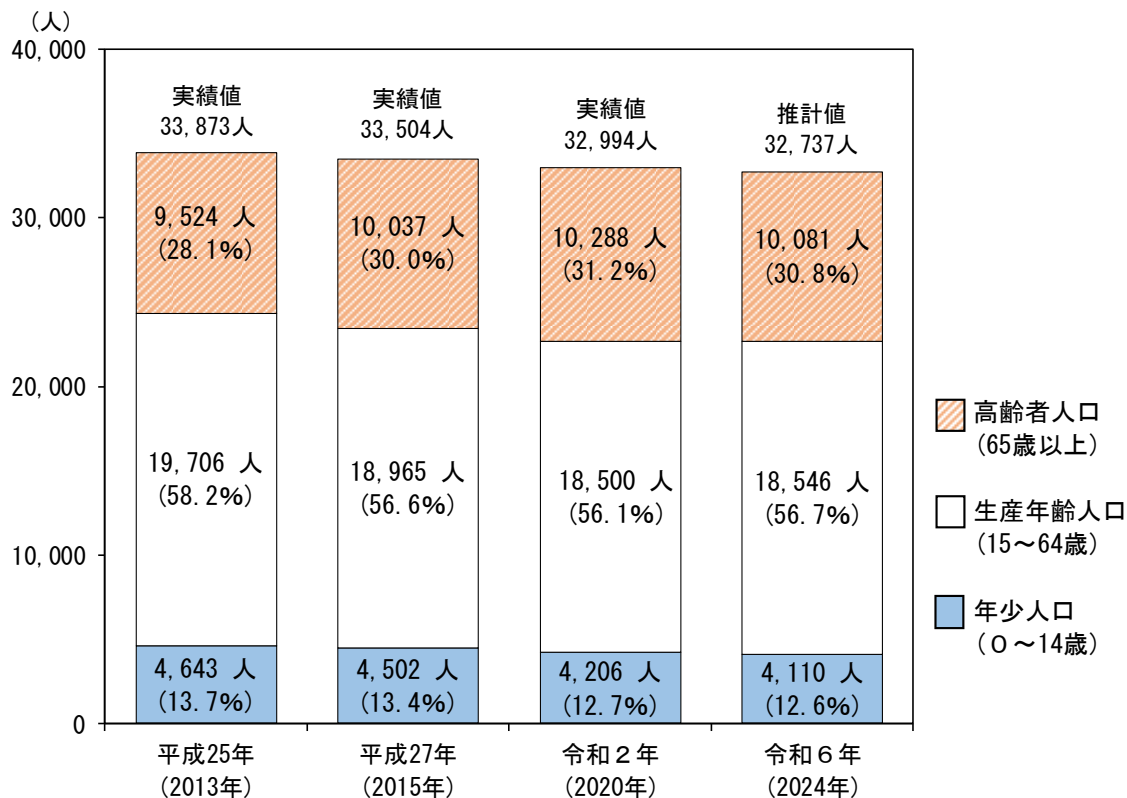 （人）
40,000
30,000
20,000
10,000
0
実績値
33,873人
9,524 人
(28.1%)
19,706 人
(58.2%)
4,643 人
(13.7%)
平成25年
(2013年)
実績値
33,504人
10,037 人
(30.0%)
18,965 人
(56.6%)
4,502 人
(13.4%)
平成27年
(2015年)
実績値
32,994人
10,288 人
(31.2%)
18,500 人
(56.1%)
4,206 人
(12.7%)
令和２年
(2020年)
推計値
32,737人
10,081 人
(30.8%)
18,546 人
(56.7%)
4,110 人
(12.6%)
令和６年
(2024年)
高齢者人口
(65歳以上)
生産年齢人口
(15～64歳)
年少人口
(０～14歳)